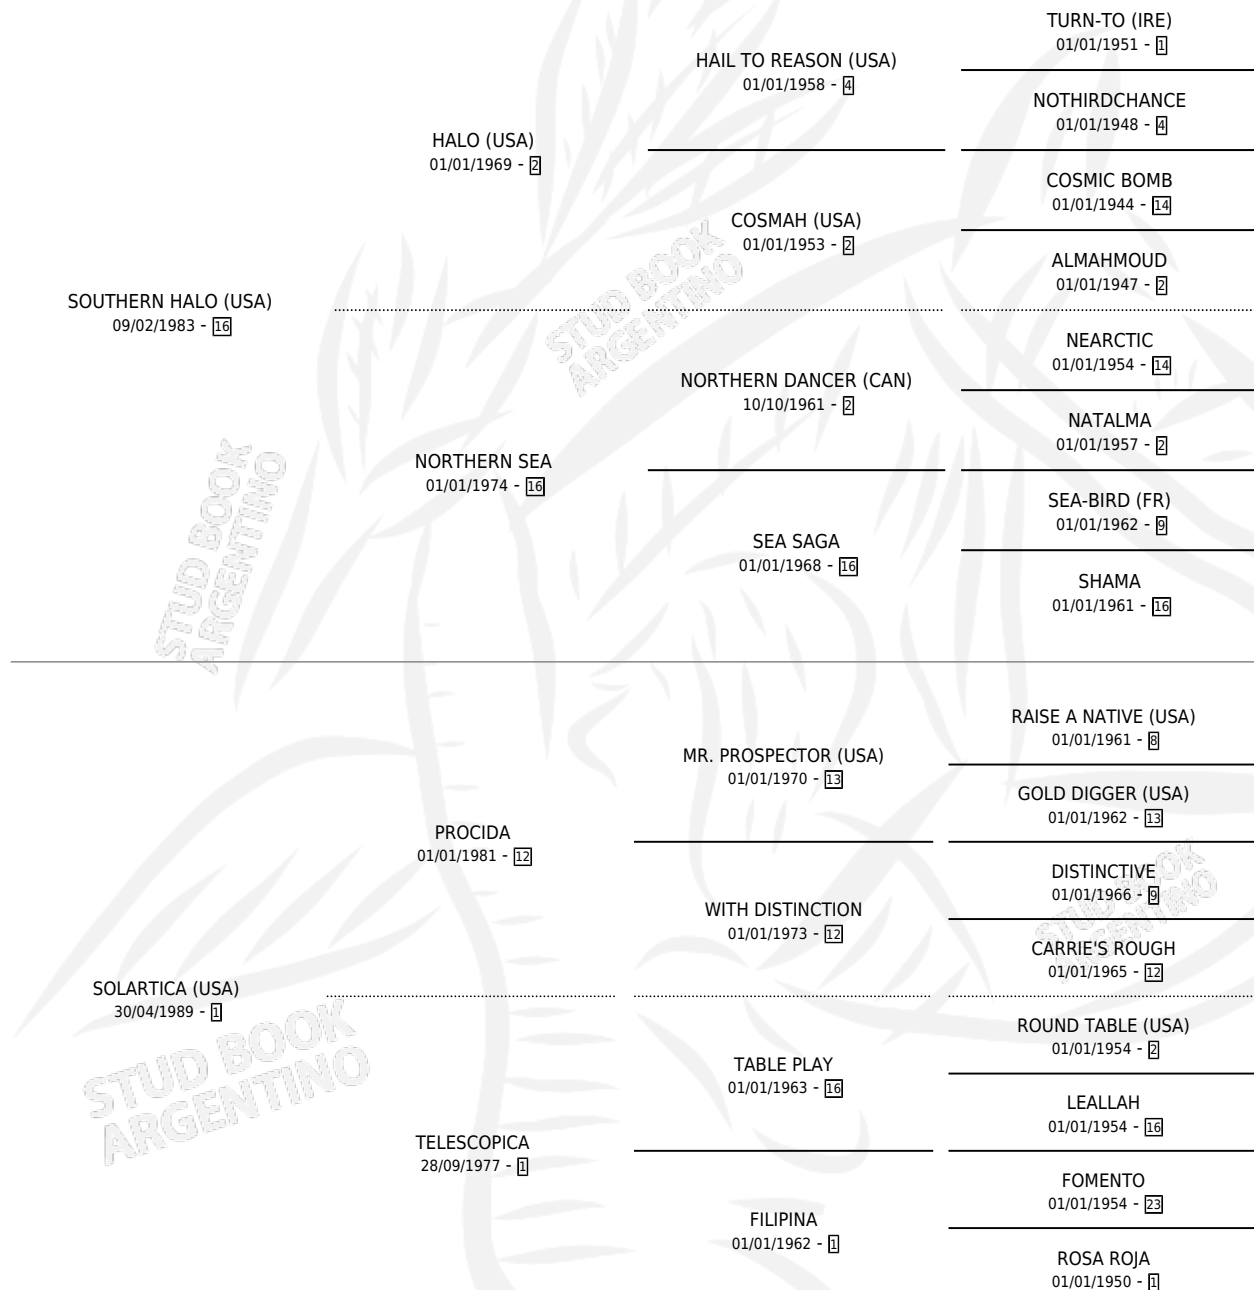 TURN-TO (IRE)
01/01/1951 - 1
HAIL TO REASON (USA)
01/01/1958 - 4
NOTHIRDCHANCE
01/01/1948 - 4
HALO (USA)
01/01/1969 - 2
COSMIC BOMB
01/01/1944 - 14
COSMAH (USA)
01/01/1953 - 2
ALMAHMOUD
01/01/1947 - 2
SOUTHERN HALO (USA)
09/02/1983 - 16
STUD BOOK
ARGENTINO
NEARCTIC
01/01/1954 - 14
NORTHERN DANCER (CAN)
10/10/1961 - 2
NATALMA
01/01/1957 - 2
NORTHERN SEA
01/01/1974 - 16
STUD BOOK
ARGENTINO
SEA-BIRD (FR)
01/01/1962 - 9
SEA SAGA
01/01/1968 - 16
SHAMA
01/01/1961 - 16
RAISE A NATIVE (USA)
01/01/1961 - 8
MR. PROSPECTOR (USA)
01/01/1970 - 13
GOLD DIGGER (USA)
01/01/1962 - 13
PROCIDA
01/01/1981 - 12
DISTINCTIVE
01/01/1966 - 9
STUD BOOK
ARGENTINO
WITH DISTINCTION
01/01/1973 - 12
CARRIE'S ROUGH
01/01/1965 - 12
SOLARTICA (USA)
30/04/1989 - 1
STUD BOOK
ARGENTINO
ROUND TABLE (USA)
01/01/1954 - 2
TABLE PLAY
01/01/1963 - 16
LEALLAH
01/01/1954 - 16
TELESCOPICA
28/09/1977 - 1
FOMENTO
01/01/1954 - 23
FILIPINA
01/01/1962 - 1
ROSA ROJA
01/01/1950 - 1